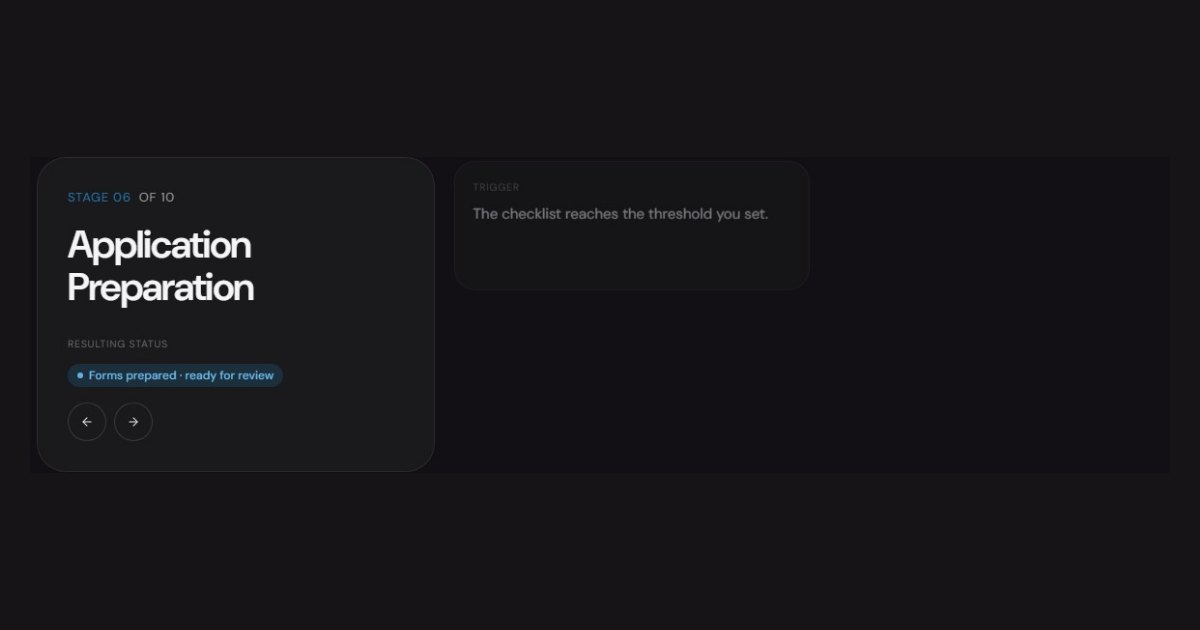 STAGE 06 OF 10
Application
Preparation
RESULTING STATUS
Forms prepared · ready for review
TRIGGER
The checklist reaches the threshold you set.